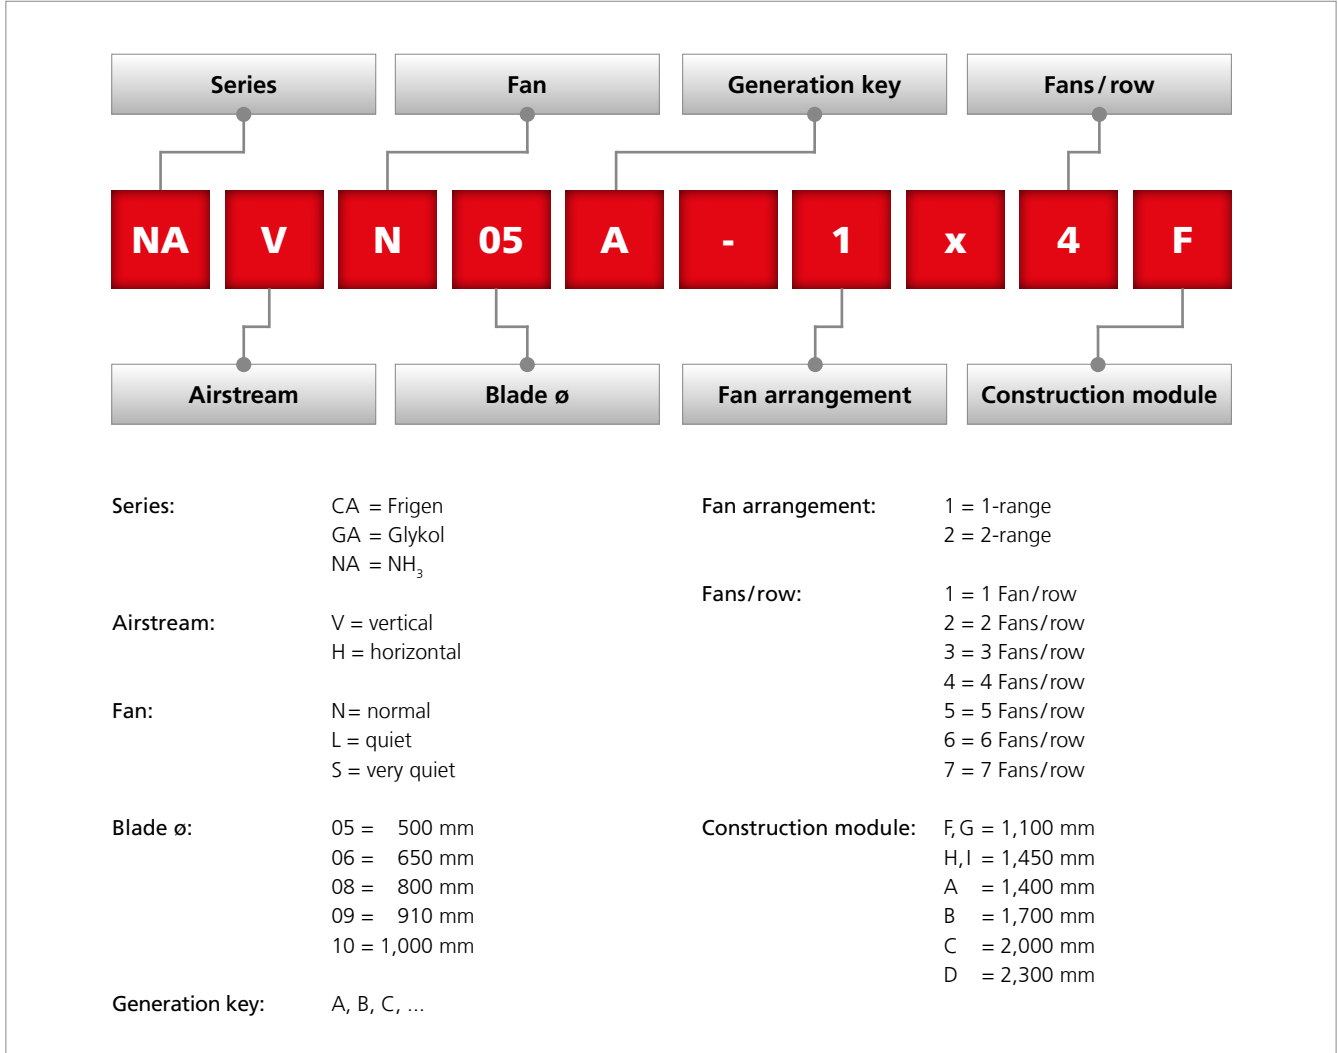 Series Fan Generation key Fans/row
NA V N 05 A - 1 x 4 F
Airstream Blade ø Fan arrangement Construction module
Series: CA = Frigen
GA = Glykol
NA = NH₃
Airstream: V = vertical
H = horizontal
Fan: N= normal
L = quiet
S = very quiet
Blade ø: 05 = 500 mm
06 = 650 mm
08 = 800 mm
09 = 910 mm
10 = 1,000 mm
Generation key: A, B, C, ...
Fan arrangement: 1 = 1-range
2 = 2-range
Fans/row: 1 = 1 Fan/row
2 = 2 Fans/row
3 = 3 Fans/row
4 = 4 Fans/row
5 = 5 Fans/row
6 = 6 Fans/row
7 = 7 Fans/row
Construction module: F, G = 1,100 mm
H, I = 1,450 mm
A = 1,400 mm
B = 1,700 mm
C = 2,000 mm
D = 2,300 mm